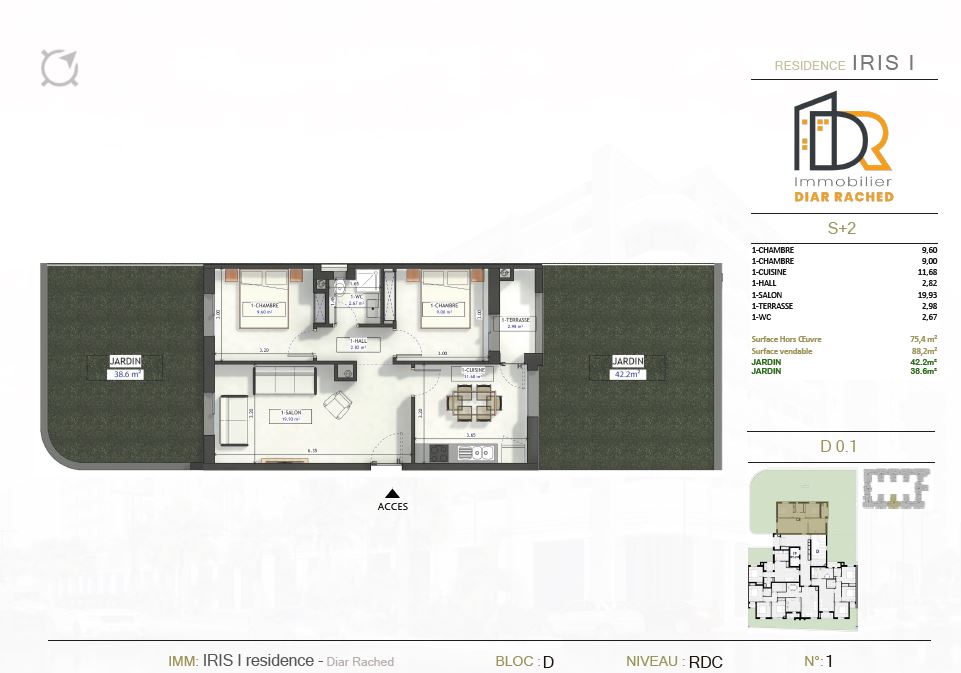 RESIDENCE IRIS I
DR
Immobilier
DIAR RACHED
S+2
1-CHAMBRE 9,60
1-CHAMBRE 9,00
1-CUISINE 11,68
1-HALL 2,82
1-SALON 19,93
1-TERRASSE 2,98
1-WC 2,67
Surface Hors Œuvre 75,4 m²
Surface vendable 88,2m²
JARDIN 42.2m²
JARDIN 38.6m²
D 0.1
D
JARDIN
38.6 m²
1-CHAMBRE
9.60 m²
3.00
3.20
1.65
1-WC
2.67 m²
1-HALL
2.82 m²
1-CHAMBRE
9.00 m²
3.00
3.00
1-TERRASSE
2.98 m²
JARDIN
42.2m²
1-SALON
19.93 m²
3.20
6.35
1-CUISINE
11.68 m²
3.20
3.65
ACCES
IMM: IRIS I residence - Diar Rached BLOC : D NIVEAU : RDC N°: 1